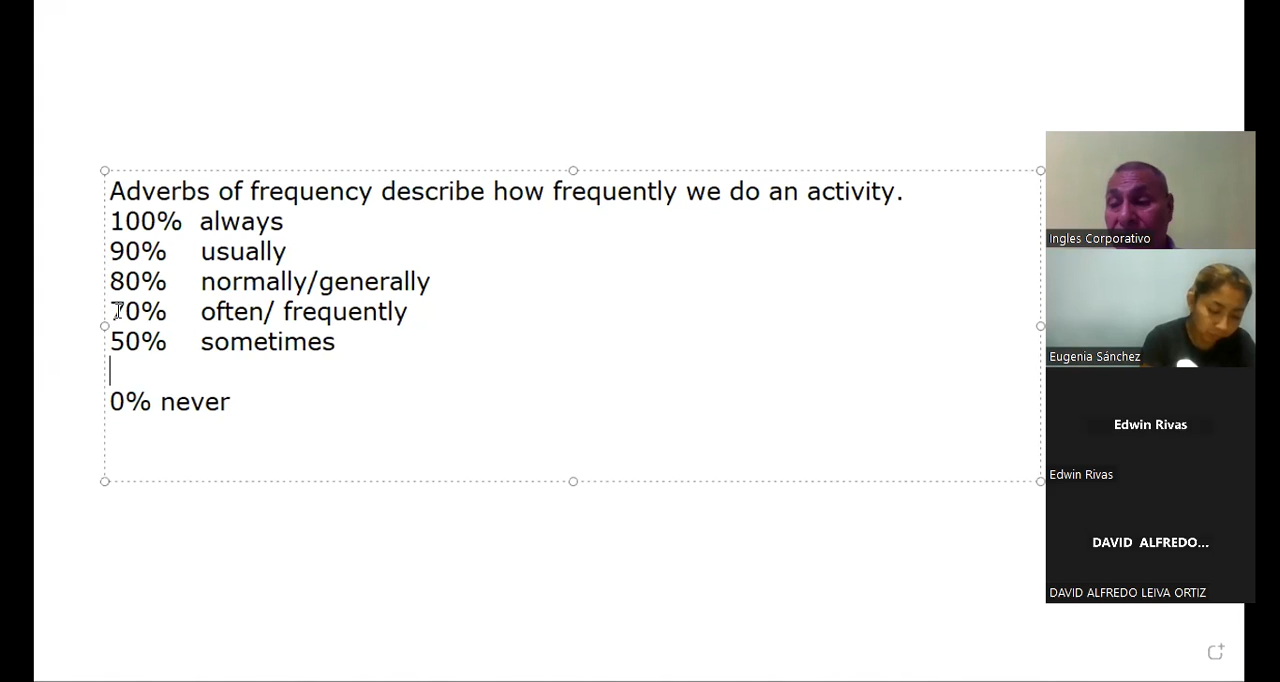 Adverbs of frequency describe how frequently we do an activity.
100% always
90% usually
80% normally/generally
70% often/ frequently
50% sometimes
0% never
Ingles Corporativo
Eugenia Sánchez
Edwin Rivas
Edwin Rivas
DAVID ALFREDO...
DAVID ALFREDO LEIVA ORTIZ